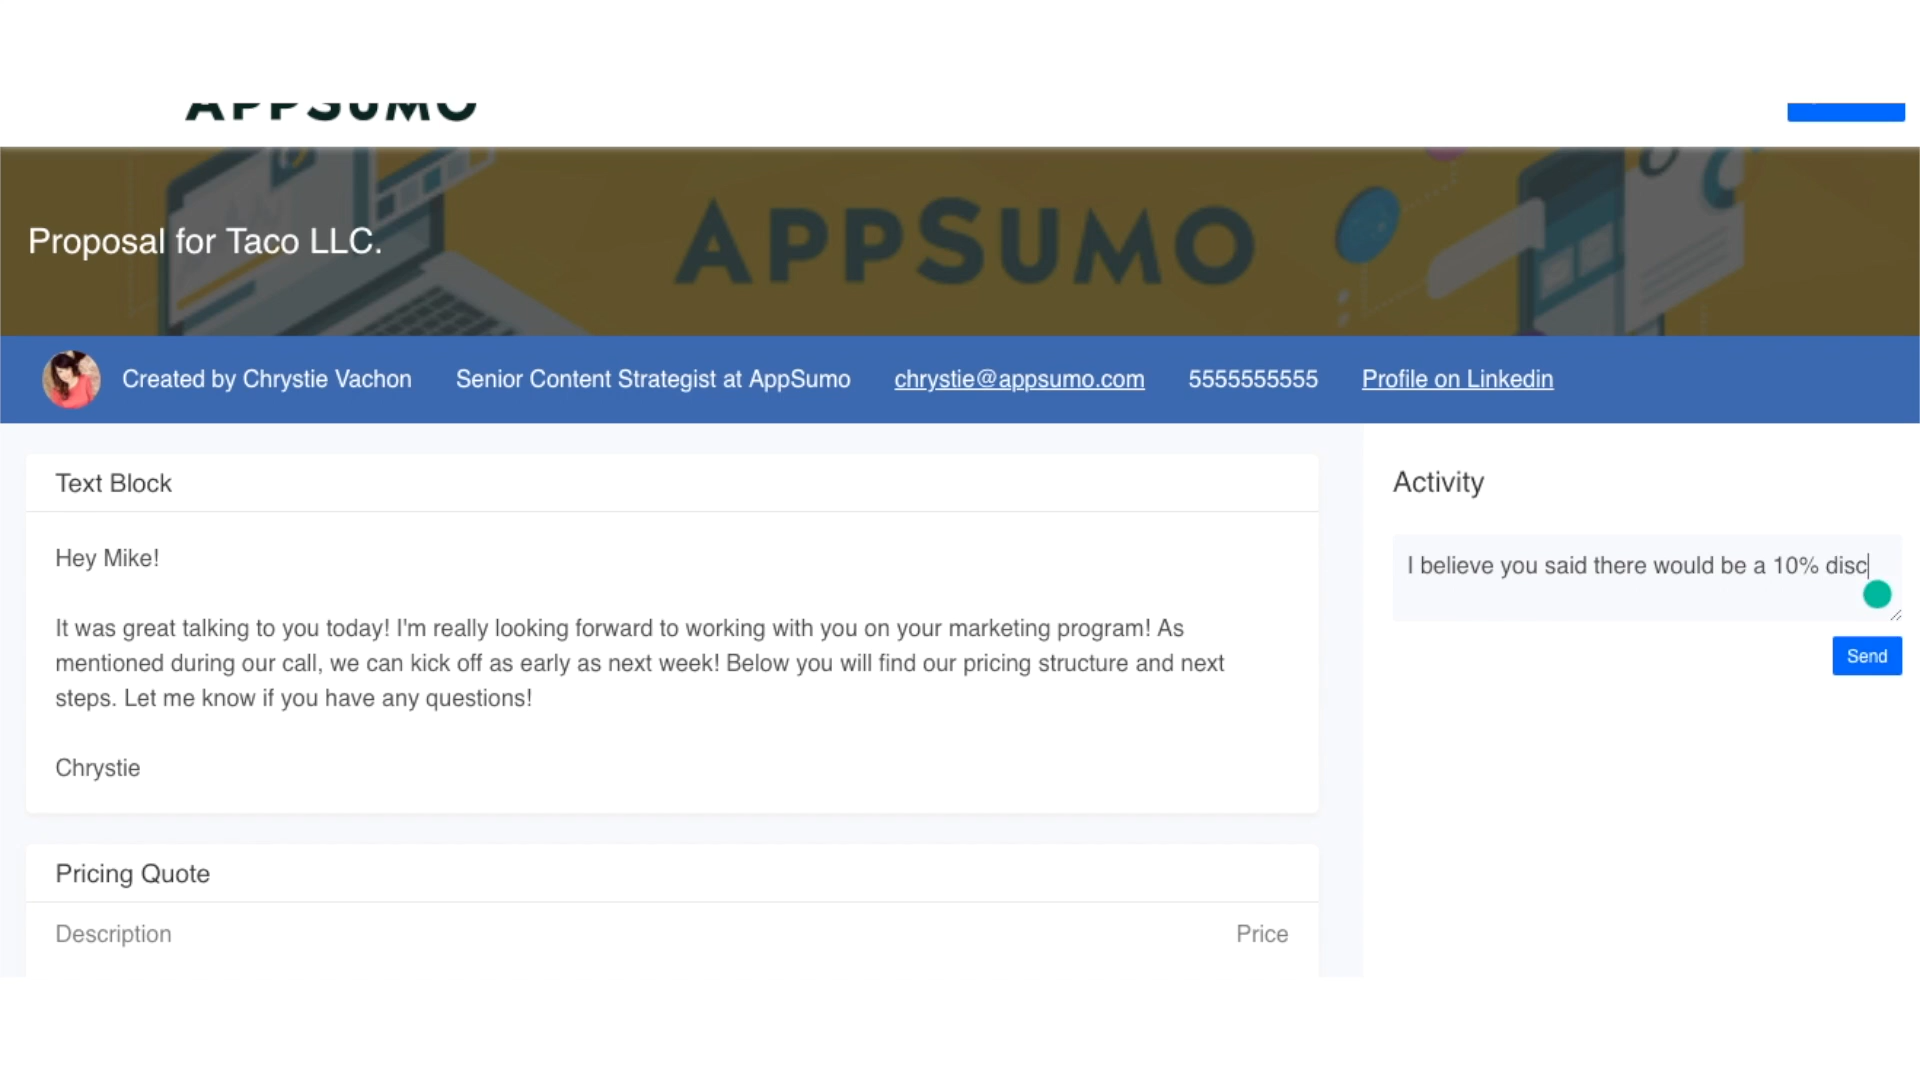 APPSUMO
APPSUMO
Proposal for Taco LLC.
Created by Chrystie Vachon Senior Content Strategist at AppSumo chrystie@appsumo.com 5555555555 Profile on Linkedin
Text Block
Hey Mike!
It was great talking to you today! I'm really looking forward to working with you on your marketing program! As
mentioned during our call, we can kick off as early as next week! Below you will find our pricing structure and next
steps. Let me know if you have any questions!
Chrystie
Pricing Quote
Description Price
Activity
I believe you said there would be a 10% disc
Send